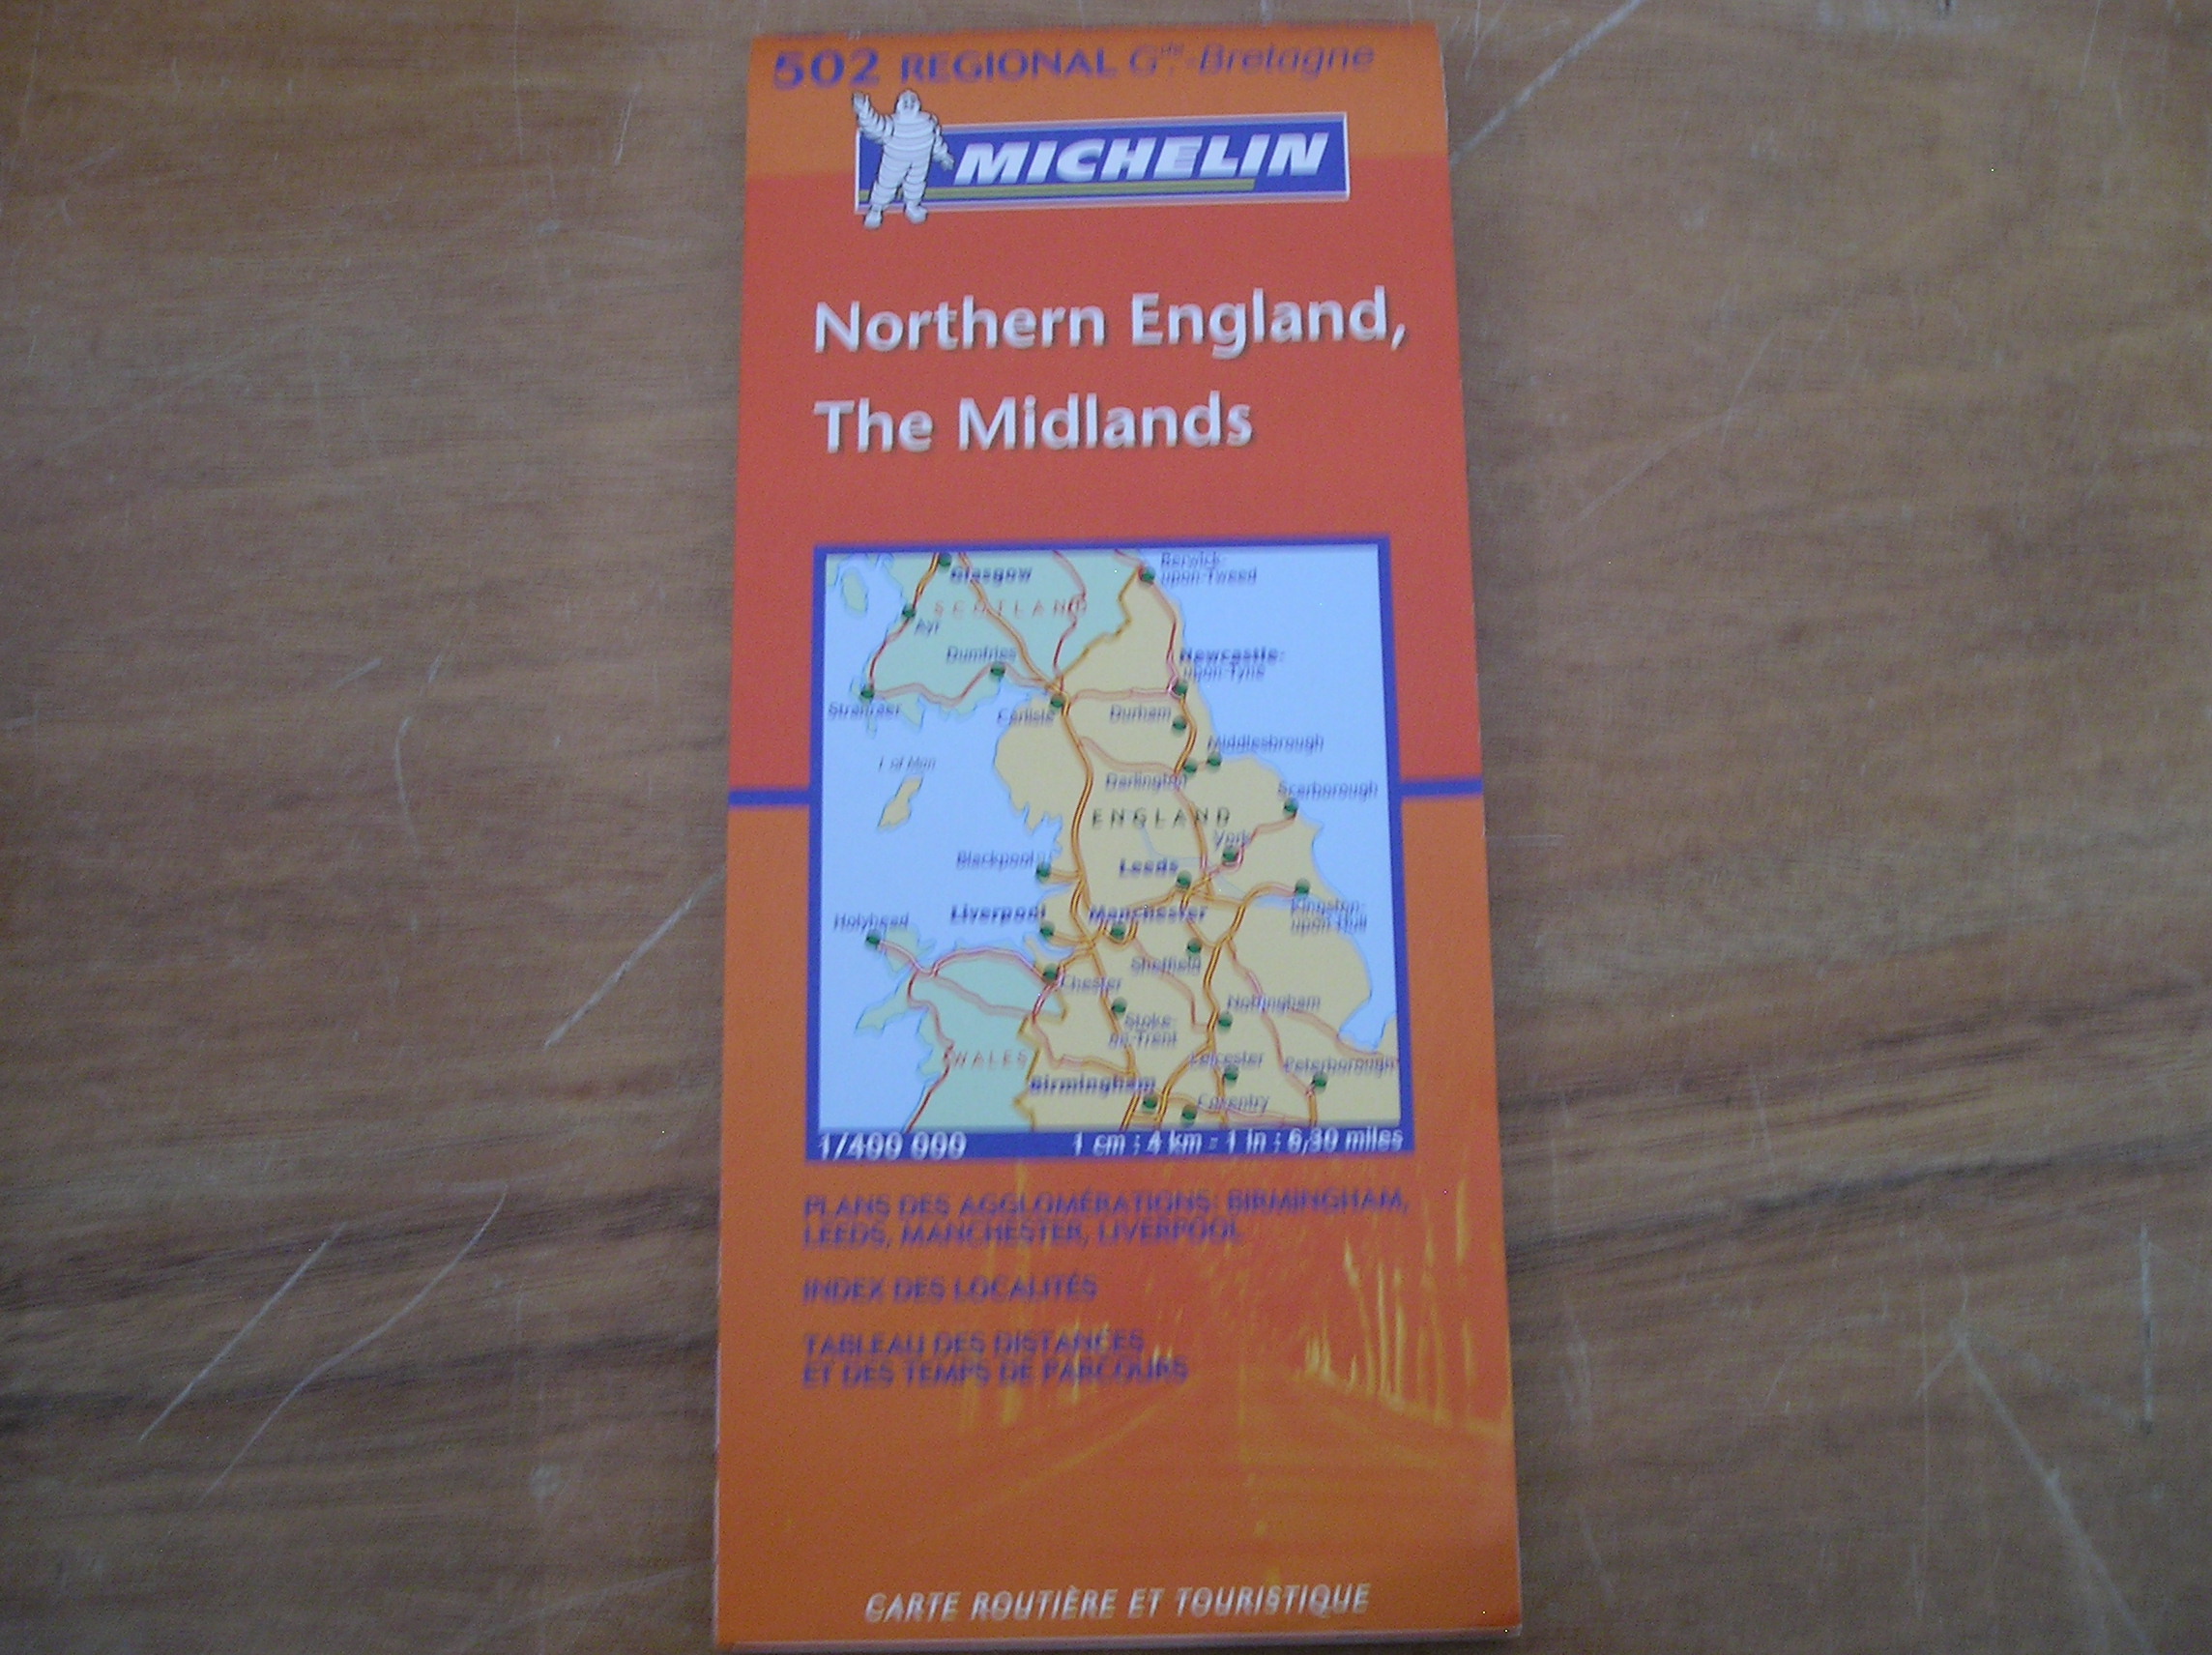 502 REGIONAL Gde-Bretagne
MICHELIN
Northern England,
The Midlands
Berwick-
Glasgow
upon-Tweed
SCOTLAND
Ayr
Dumfries
Newcastle-
upon-Tyne
Stranraer
Carlisle
Durham
Middlesbrough
I. of Man
Darlington
Scarborough
ENGLAND
York
Blackpool
Leeds
Liverpool
Manchester
Kingston-
Holyhead
upon-Hull
Sheffield
Chester
Nottingham
Stoke-
on-Trent
WALES
Leicester
Peterborough
Birmingham
Coventry
1/400 000 1 cm : 4 km - 1 in : 6,30 miles
PLANS DES AGGLOMÉRATIONS: BIRMINGHAM,
LEEDS, MANCHESTER, LIVERPOOL
INDEX DES LOCALITÉS
TABLEAU DES DISTANCES
ET DES TEMPS DE PARCOURS
CARTE ROUTIÈRE ET TOURISTIQUE